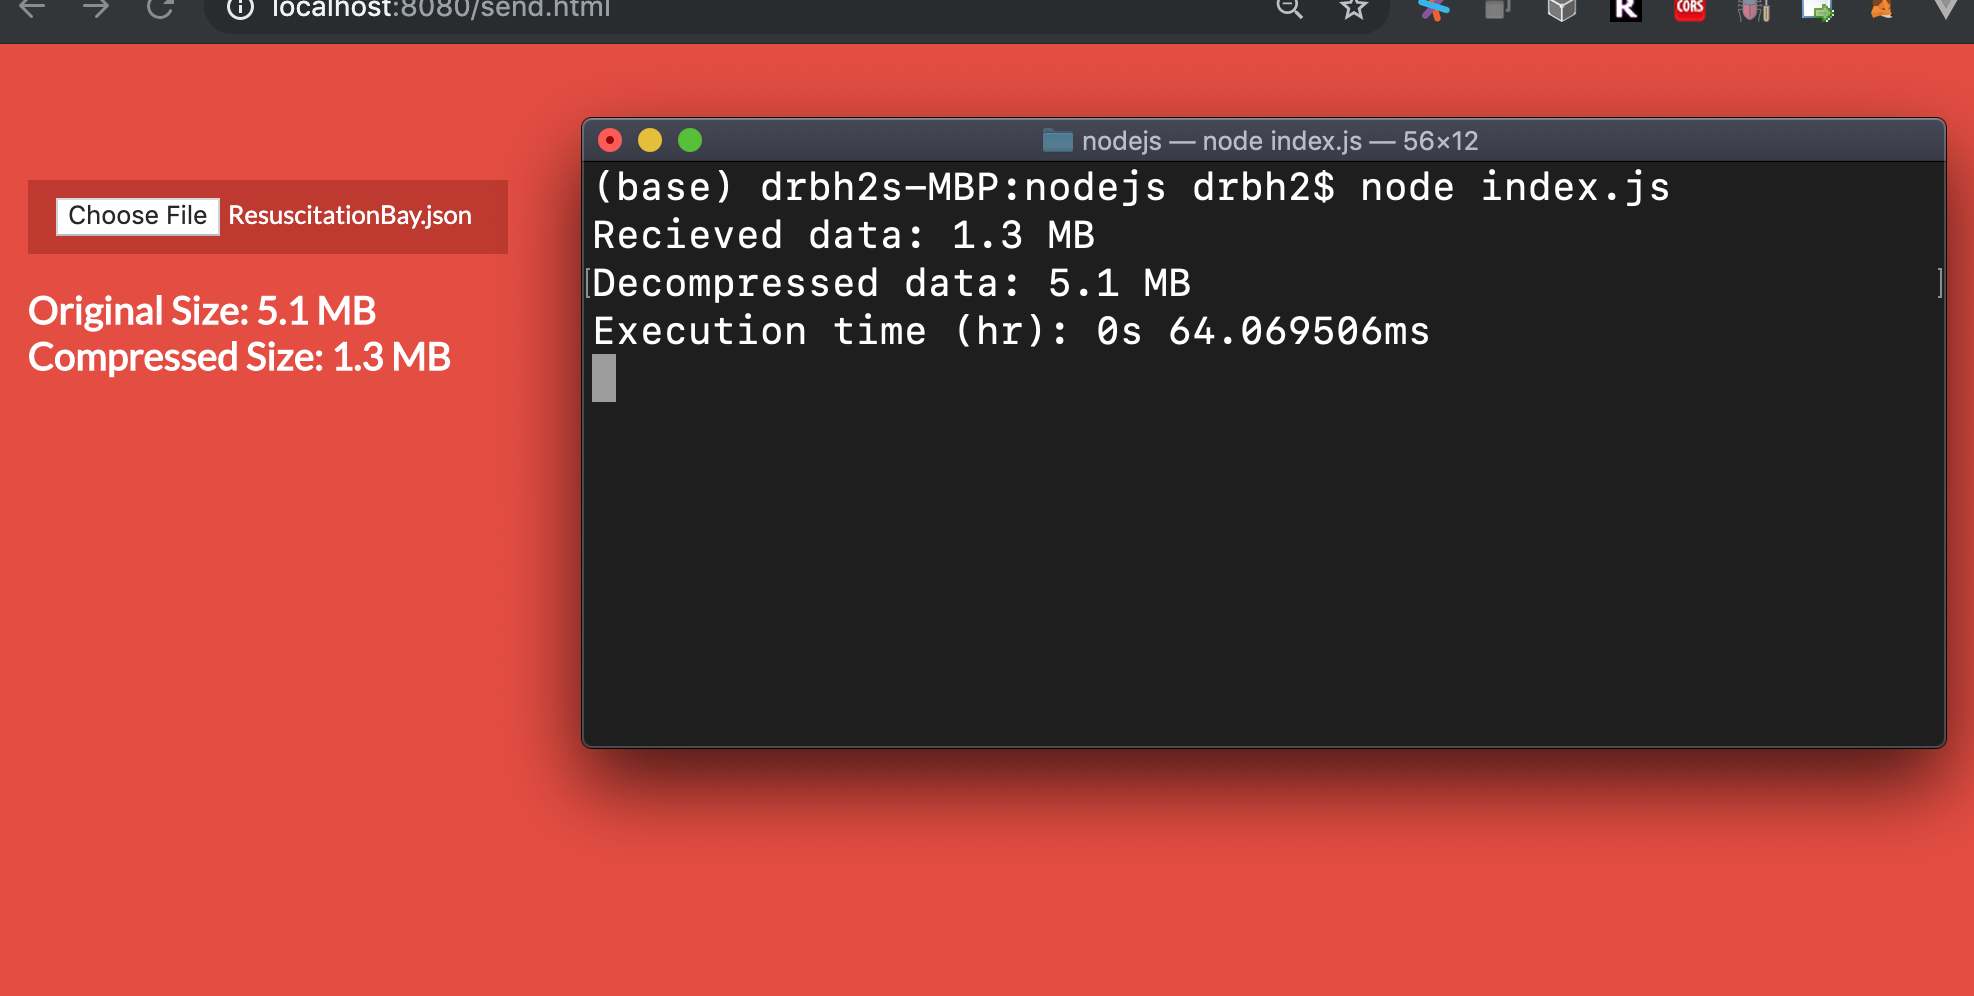 localhost:8080/send.html
R
CORS
Choose File ResuscitationBay.json
Original Size: 5.1 MB
Compressed Size: 1.3 MB
nodejs — node index.js — 56×12
(base) drbh2s-MBP:nodejs drbh2$ node index.js
Recieved data: 1.3 MB
[Decompressed data: 5.1 MB ]
Execution time (hr): 0s 64.069506ms